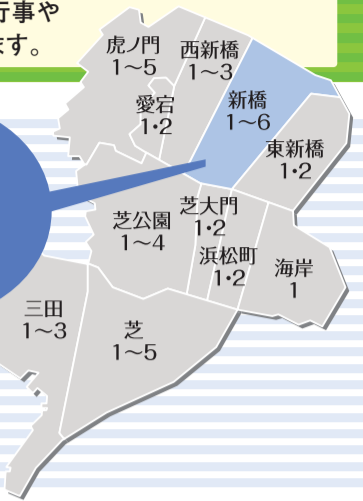 行事や
ます。
虎ノ門
1～5
西新橋
1～3
愛宕
1・2
新橋
1～6
東新橋
1・2
芝公園
1～4
芝大門
1・2
浜松町
1・2
海岸
1
三田
1～3
芝
1～5